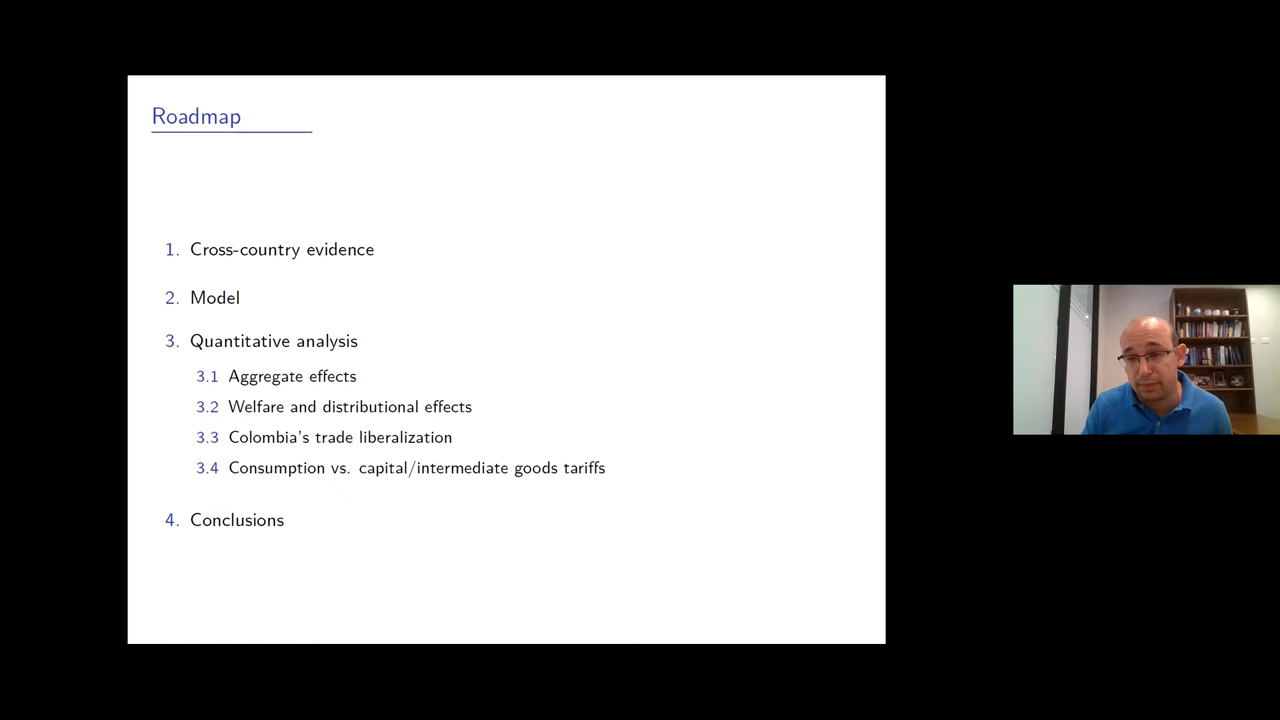 Roadmap
1. Cross-country evidence
2. Model
3. Quantitative analysis
3.1 Aggregate effects
3.2 Welfare and distributional effects
3.3 Colombia's trade liberalization
3.4 Consumption vs. capital/intermediate goods tariffs
4. Conclusions